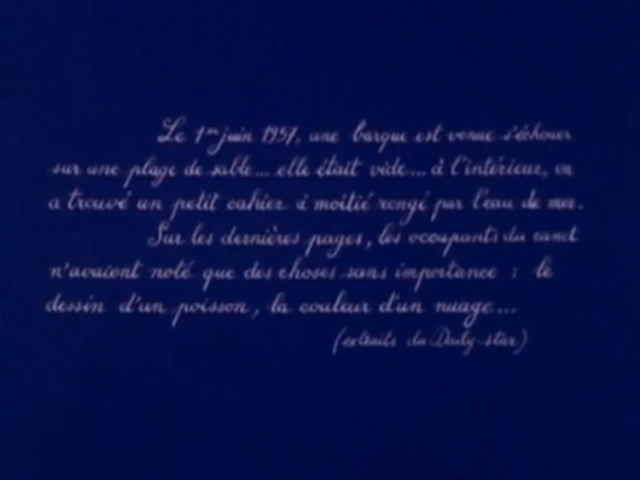 Le 1er juin 1957, une barque est venue s'échouer
sur une plage de sable... elle était vide... à l'intérieur, on
a trouvé un petit cahier à moitié rongé par l'eau de mer.
Sur les dernières pages, les occupants du canot
n'avaient noté que des choses sans importance : le
dessin d'un poisson, la couleur d'un nuage...
(extraits du Daily-star)